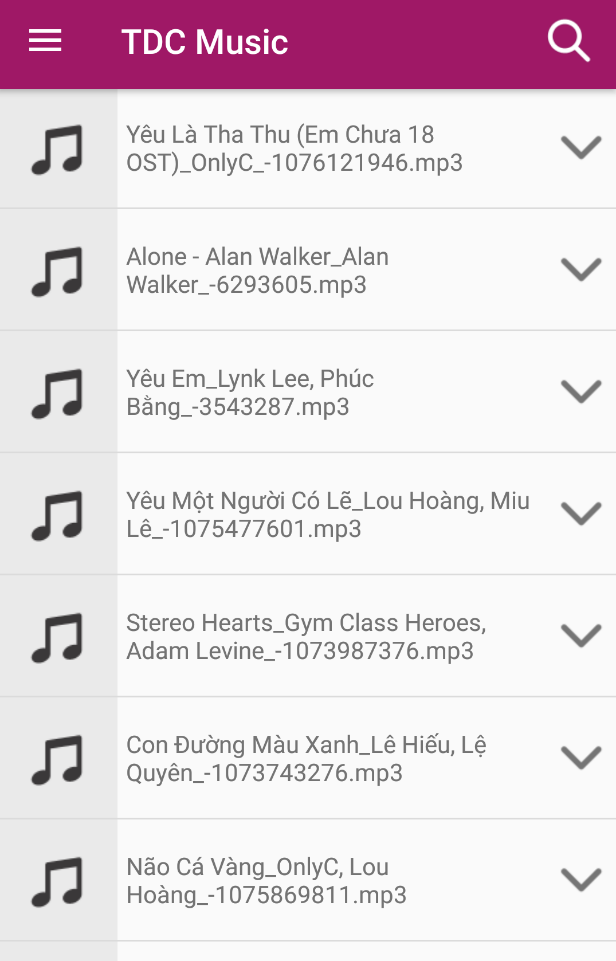 TDC Music
Yêu Là Tha Thu (Em Chưa 18
OST)_OnlyC_-1076121946.mp3
Alone - Alan Walker_Alan
Walker_-6293605.mp3
Yêu Em_Lynk Lee, Phúc
Bằng_-3543287.mp3
Yêu Một Người Có Lẽ_Lou Hoàng, Miu
Lê_-1075477601.mp3
Stereo Hearts_Gym Class Heroes,
Adam Levine_-1073987376.mp3
Con Đường Màu Xanh_Lê Hiếu, Lệ
Quyên_-1073743276.mp3
Não Cá Vàng_OnlyC, Lou
Hoàng_-1075869811.mp3